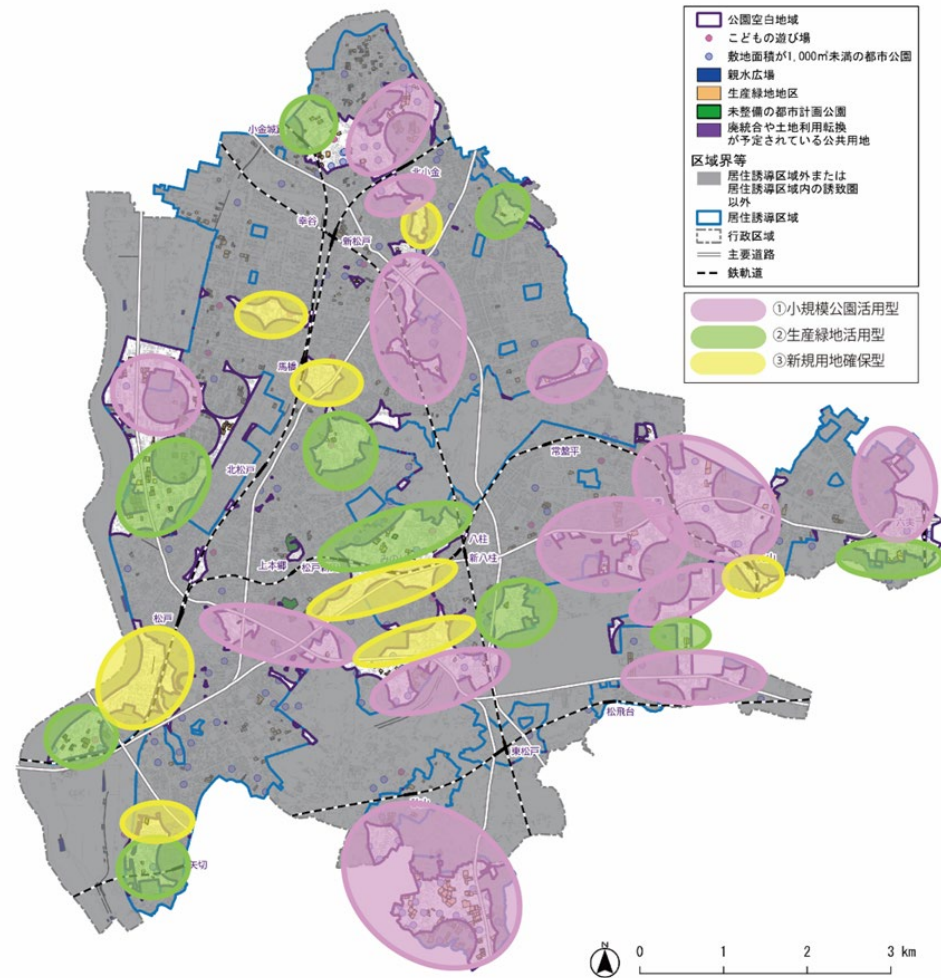 公園空白地域
こどもの遊び場
敷地面積が1,000㎡未満の都市公園
親水広場
生産緑地地区
未整備の都市計画公園
廃統合や土地利用転換
が予定されている公共用地
区域界等
居住誘導区域外または
居住誘導区域内の誘致圏
以外
居住誘導区域
行政区域
主要道路
鉄軌道
①小規模公園活用型
②生産緑地活用型
③新規用地確保型
小金城
北小金
幸谷
新松戸
馬橋
北松戸
常盤平
八柱
新八柱
上本郷
松戸
松戸
松飛台
東松戸
矢切
N
0 1 2 3 km